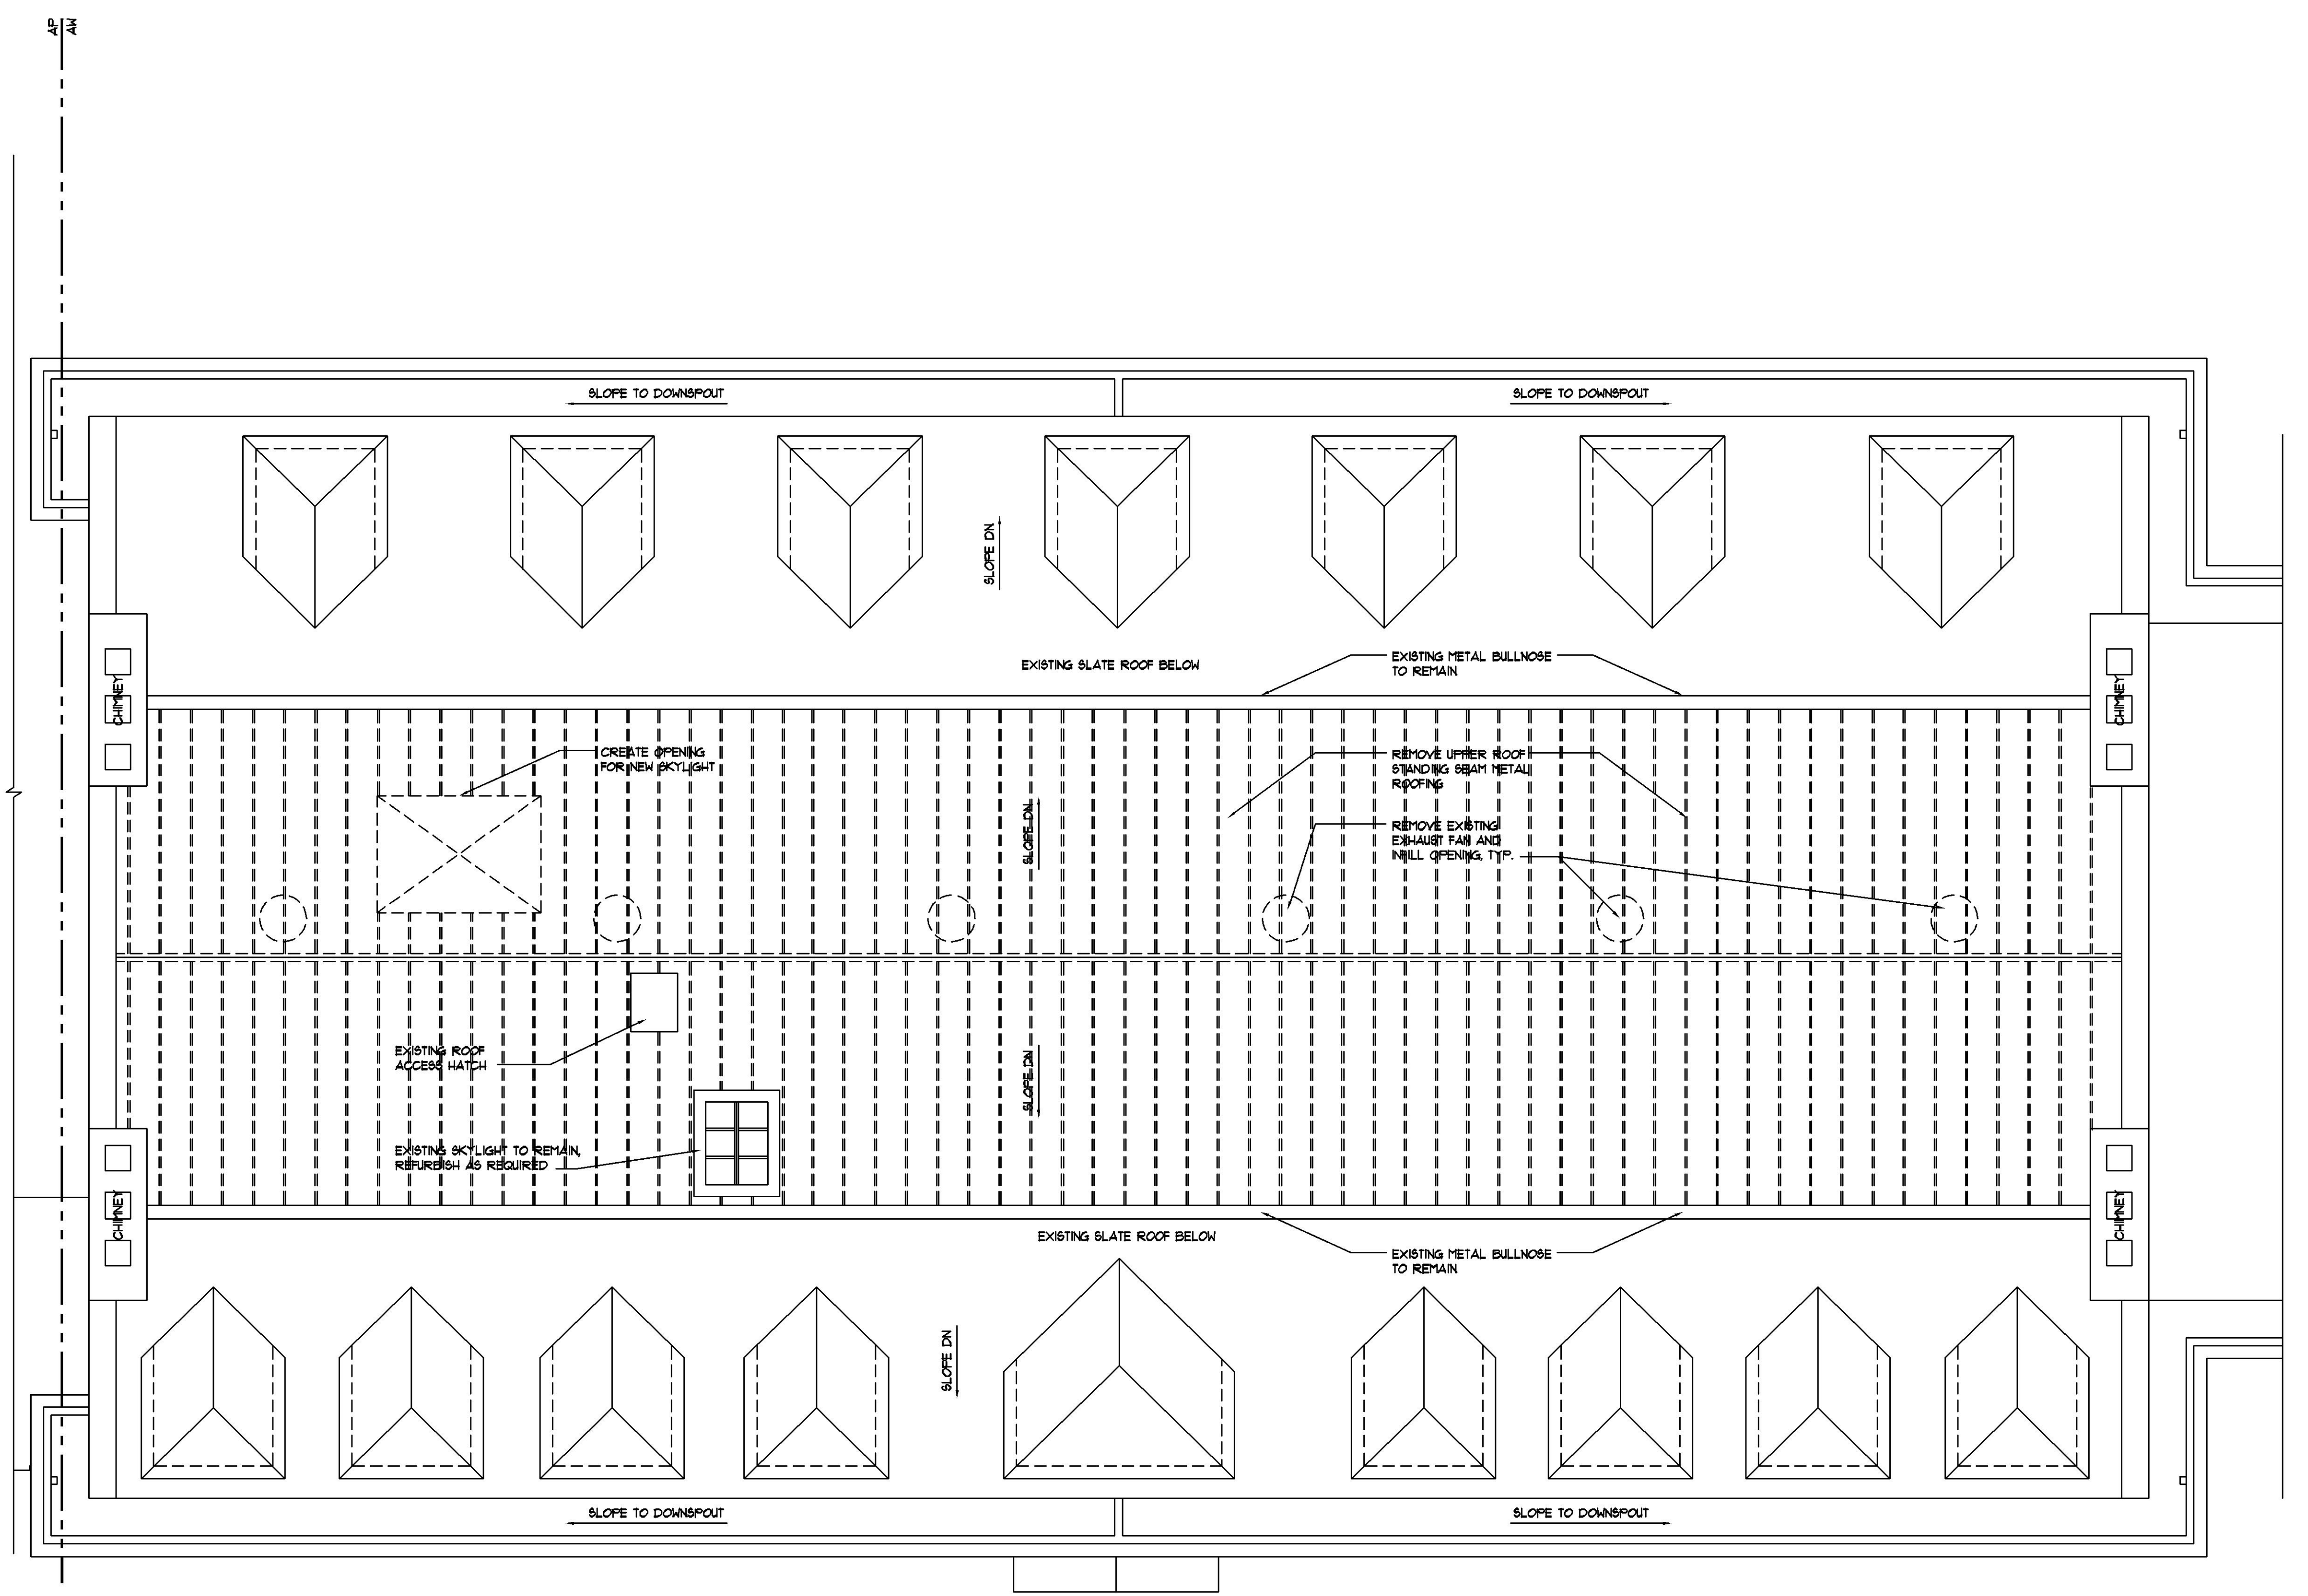 AP
AW
SLOPE TO DOWNSPOUT
SLOPE TO DOWNSPOUT
SLOPE DN
EXISTING SLATE ROOF BELOW
EXISTING METAL BULLNOSE
TO REMAIN
CHIMNEY
CHIMNEY
CREATE OPENING
FOR NEW SKYLIGHT
REMOVE UPPER ROOF
STANDING SEAM METAL
ROOFING
SLOPE DN
REMOVE EXISTING
EXHAUST FAN AND
INFILL OPENING, TYP.
EXISTING ROOF
ACCESS HATCH
SLOPE DN
EXISTING SKYLIGHT TO REMAIN,
REFURBISH AS REQUIRED
CHIMNEY
CHIMNEY
EXISTING SLATE ROOF BELOW
EXISTING METAL BULLNOSE
TO REMAIN
SLOPE DN
SLOPE TO DOWNSPOUT
SLOPE TO DOWNSPOUT